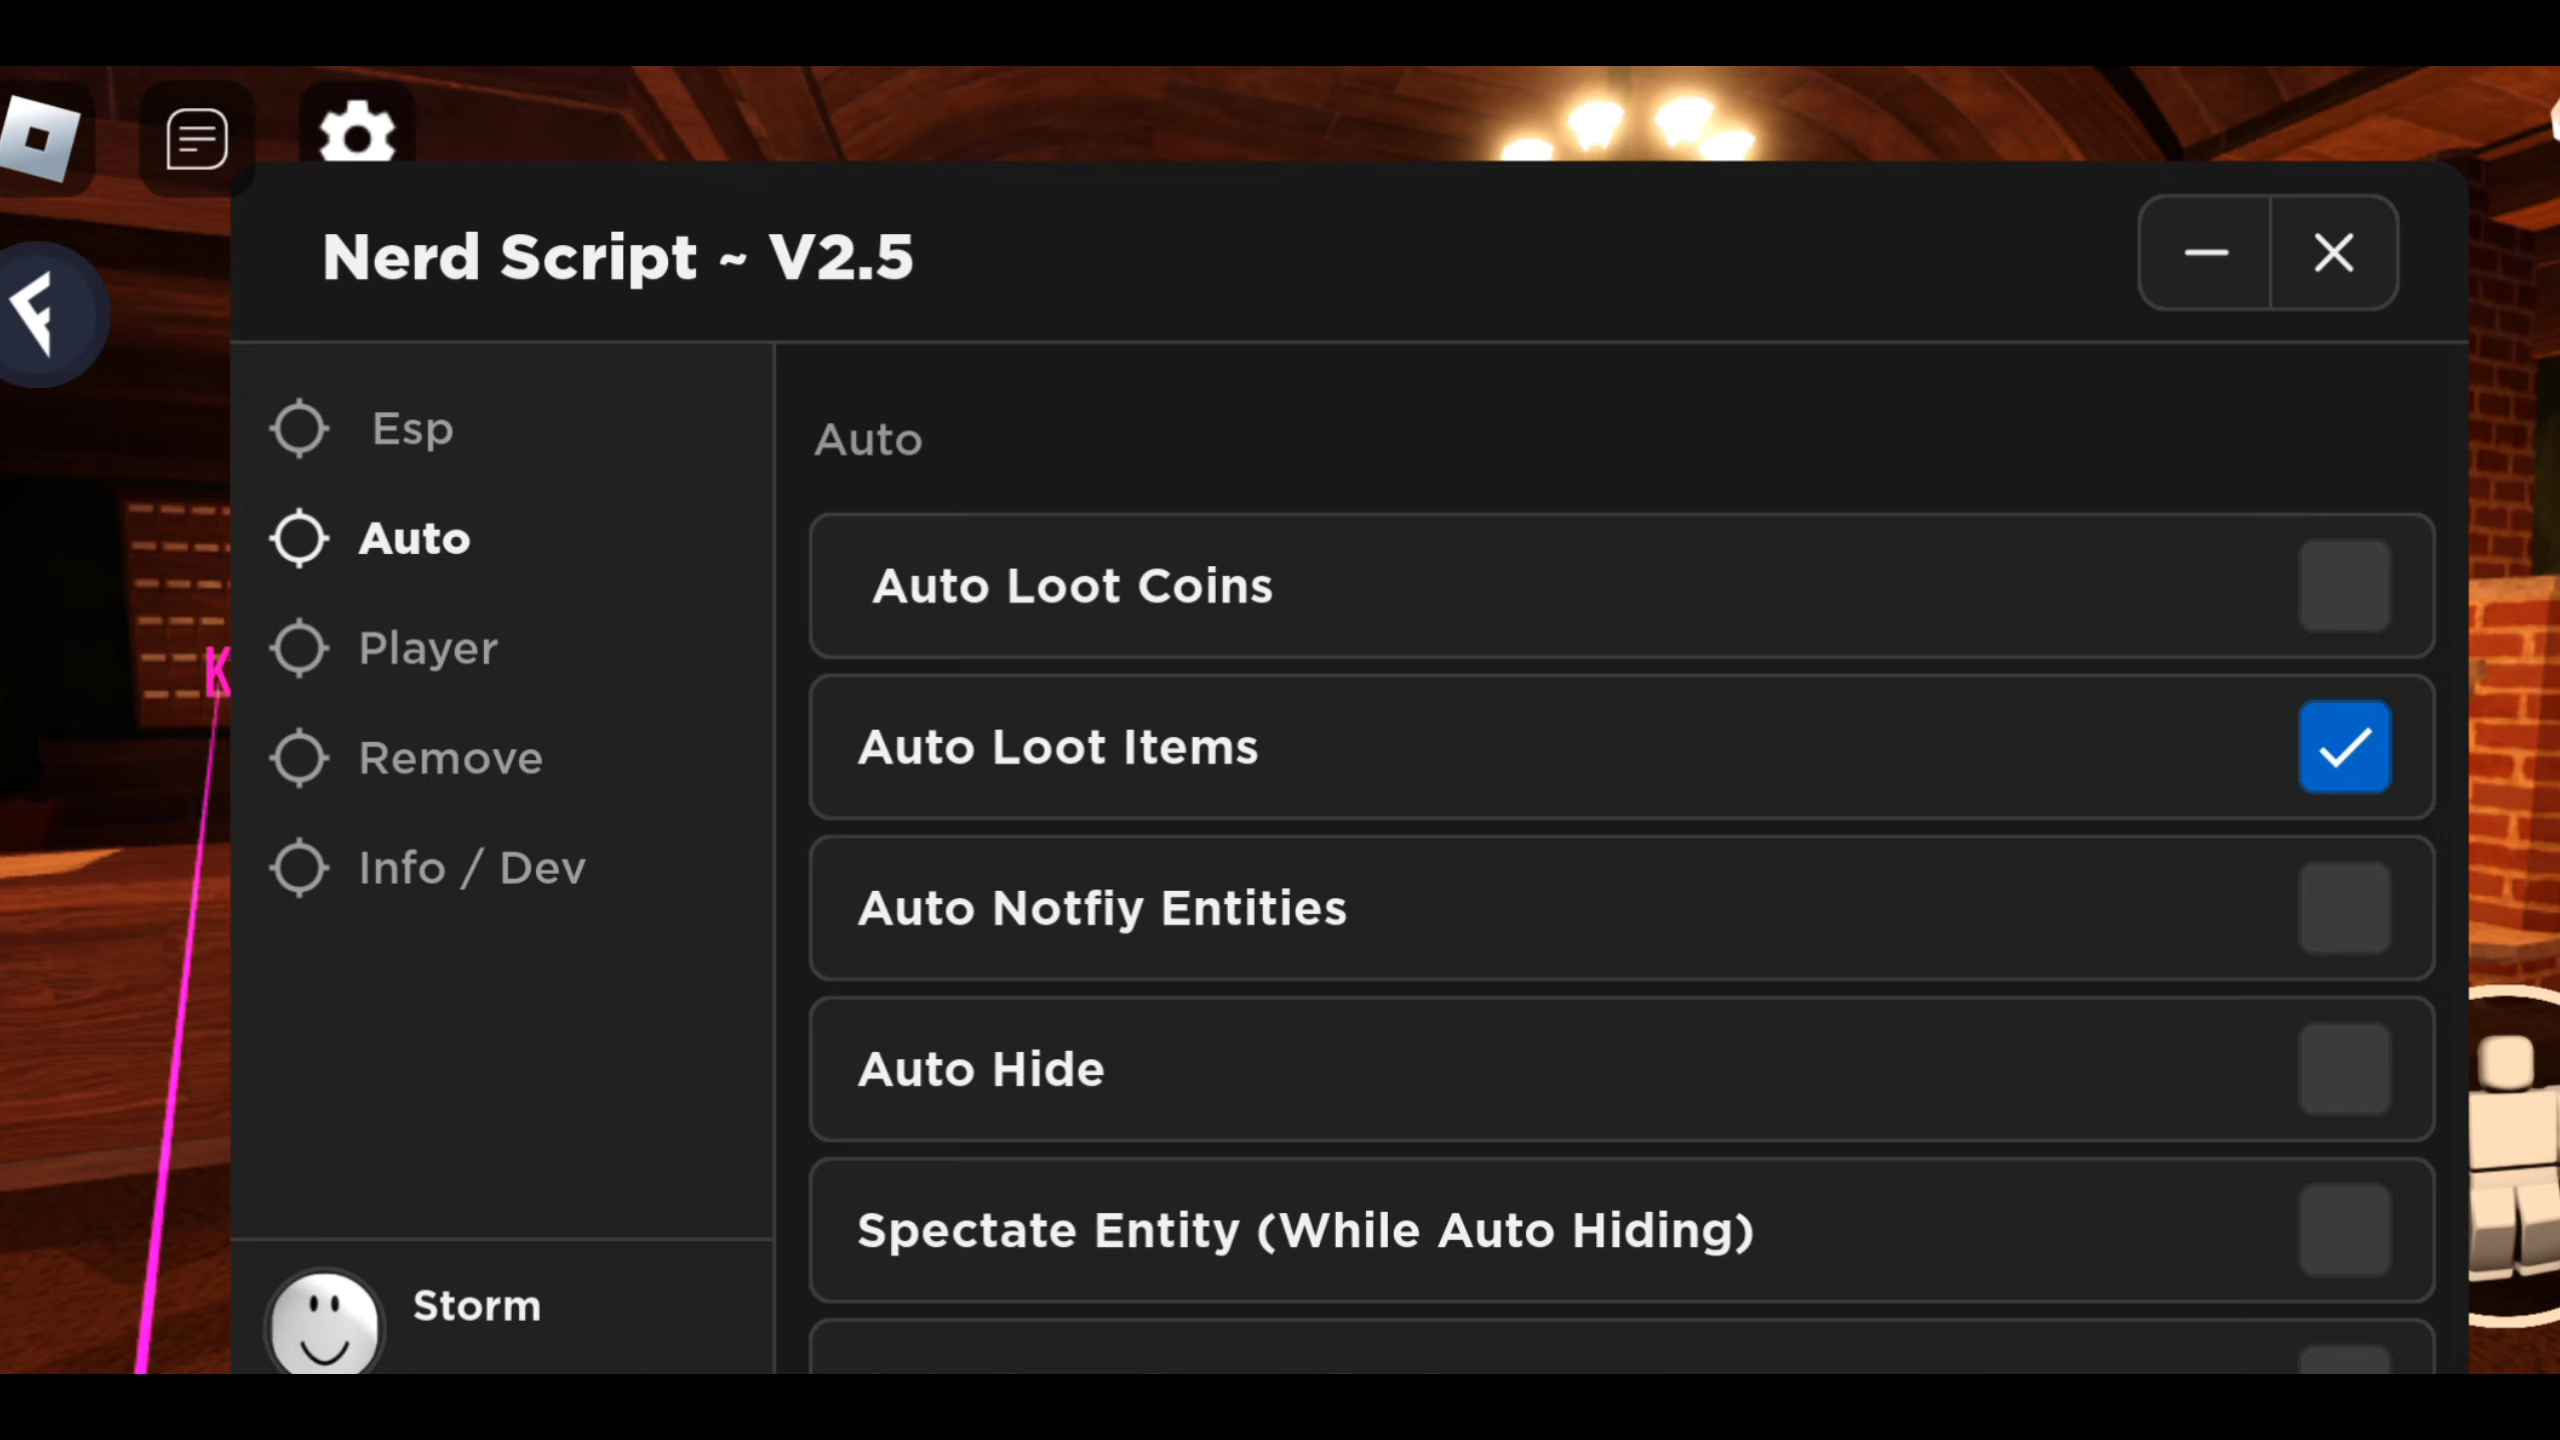 Nerd Script ~ V2.5
Esp
Auto
Player
Remove
Info / Dev
Storm
Auto
Auto Loot Coins
Auto Loot Items
Auto Notfiy Entities
Auto Hide
Spectate Entity (While Auto Hiding)
K